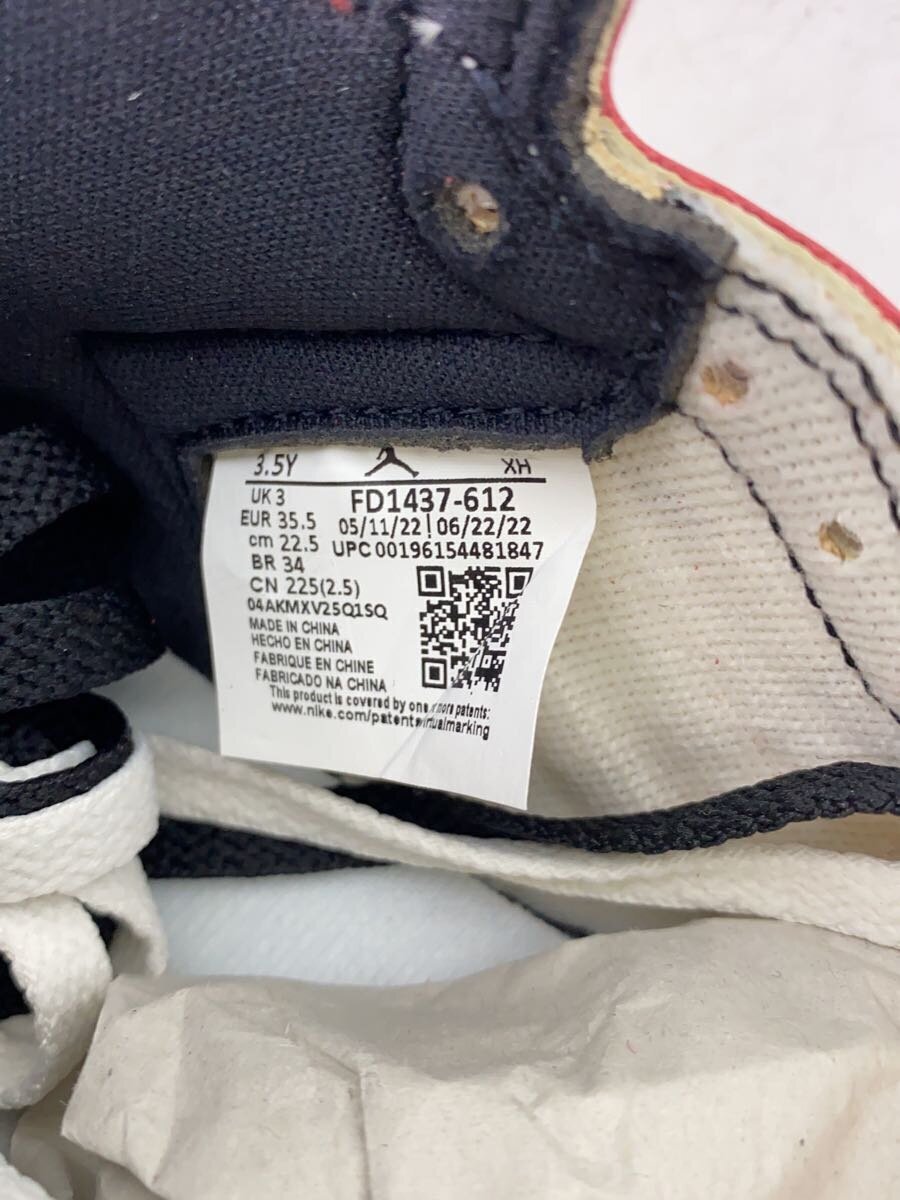 3.5Y XH
UK 3 FD1437-612
EUR 35.5 05/11/22 | 06/22/22
cm 22.5 UPC 00196154481847
BR 34
CN 225(2.5)
04AKMXV25Q1SQ
MADE IN CHINA
HECHO EN CHINA
FABRIQUE EN CHINE
FABRICADO NA CHINA
This product is covered by one more patents:
www.nike.com/patentvirtualmarking